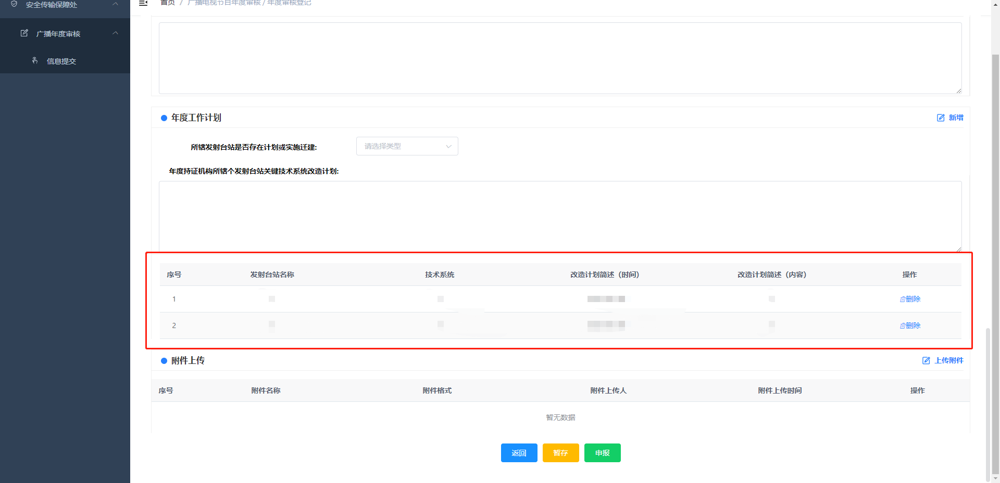 安全传输保障处
首页 / 广播电视节目年度审核 / 年度审核登记
广播年度审核
信息提交
年度工作计划
新增
所辖发射台站是否存在计划或实施迁建:
请选择类型
年度持证机构所辖个发射台站关键技术系统改造计划:
序号 发射台站名称 技术系统 改造计划简述（时间） 改造计划简述（内容） 操作
1 删除
2 删除
附件上传
上传附件
序号 附件名称 附件格式 附件上传人 附件上传时间 操作
暂无数据
返回 暂存 申报